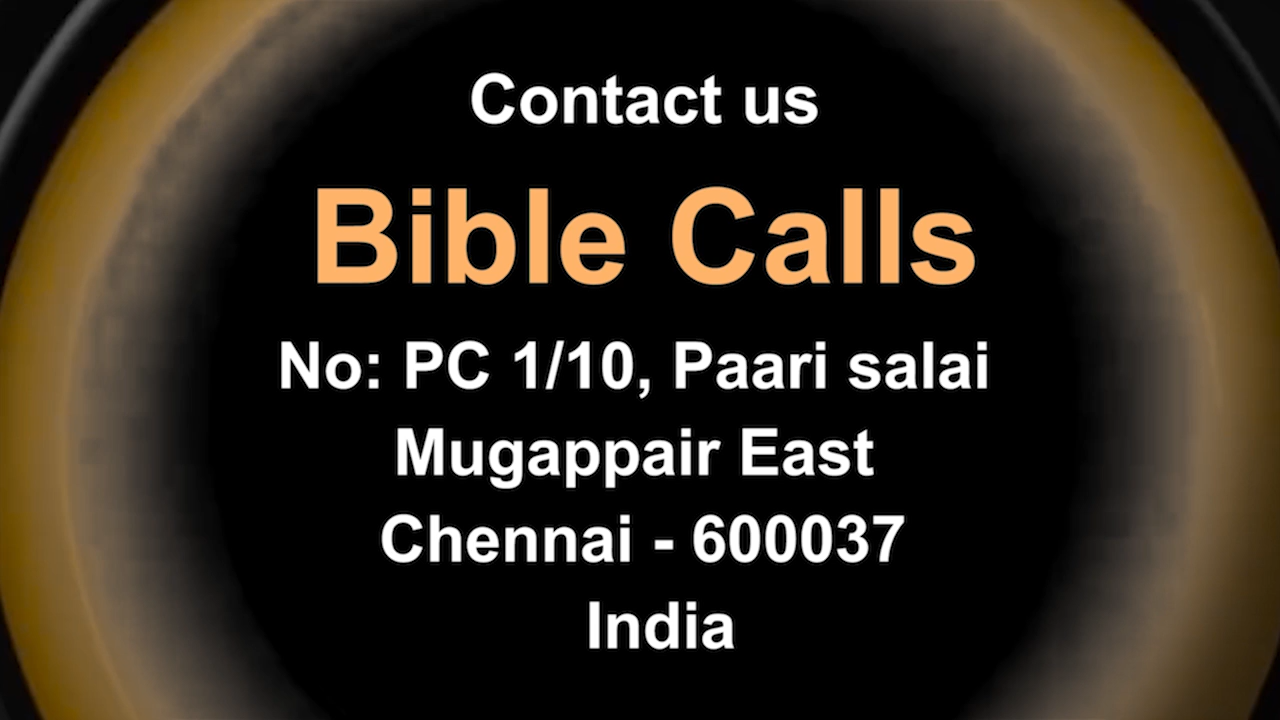 Contact us
Bible Calls
No: PC 1/10, Paari salai
Mugappair East
Chennai - 600037
India